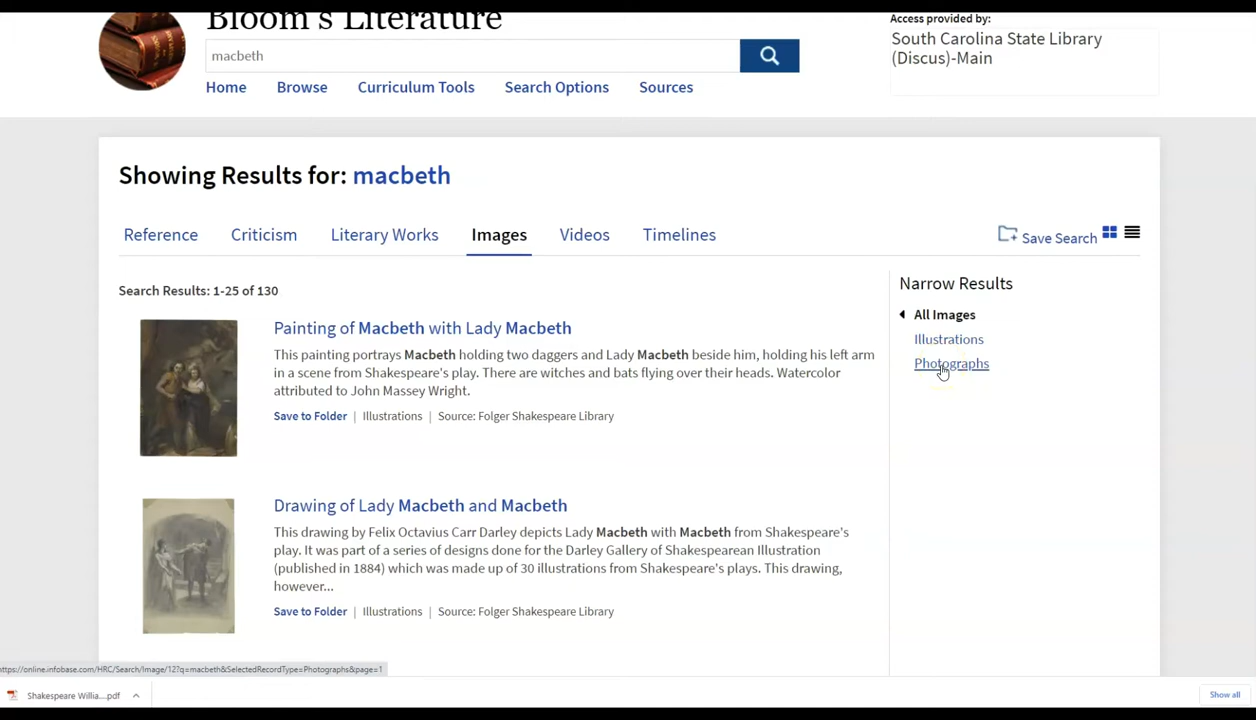 Bloom's Literature
Access provided by:
South Carolina State Library
(Discus)-Main
macbeth
Home Browse Curriculum Tools Search Options Sources
Showing Results for: macbeth
Reference Criticism Literary Works Images Videos Timelines
Save Search
Search Results: 1-25 of 130
Narrow Results
All Images
Illustrations
Photographs
Painting of Macbeth with Lady Macbeth
This painting portrays Macbeth holding two daggers and Lady Macbeth beside him, holding his left arm
in a scene from Shakespeare's play. There are witches and bats flying over their heads. Watercolor
attributed to John Massey Wright.
Save to Folder | Illustrations | Source: Folger Shakespeare Library
Drawing of Lady Macbeth and Macbeth
This drawing by Felix Octavius Carr Darley depicts Lady Macbeth with Macbeth from Shakespeare's
play. It was part of a series of designs done for the Darley Gallery of Shakespearean Illustration
(published in 1884) which was made up of 30 illustrations from Shakespeare's plays. This drawing,
however...
Save to Folder | Illustrations | Source: Folger Shakespeare Library
https://online.infobase.com/HRC/Search/Image/12?q=macbeth&SelectedRecordType=Photographs&page=1
Shakespeare Willia....pdf
Show all